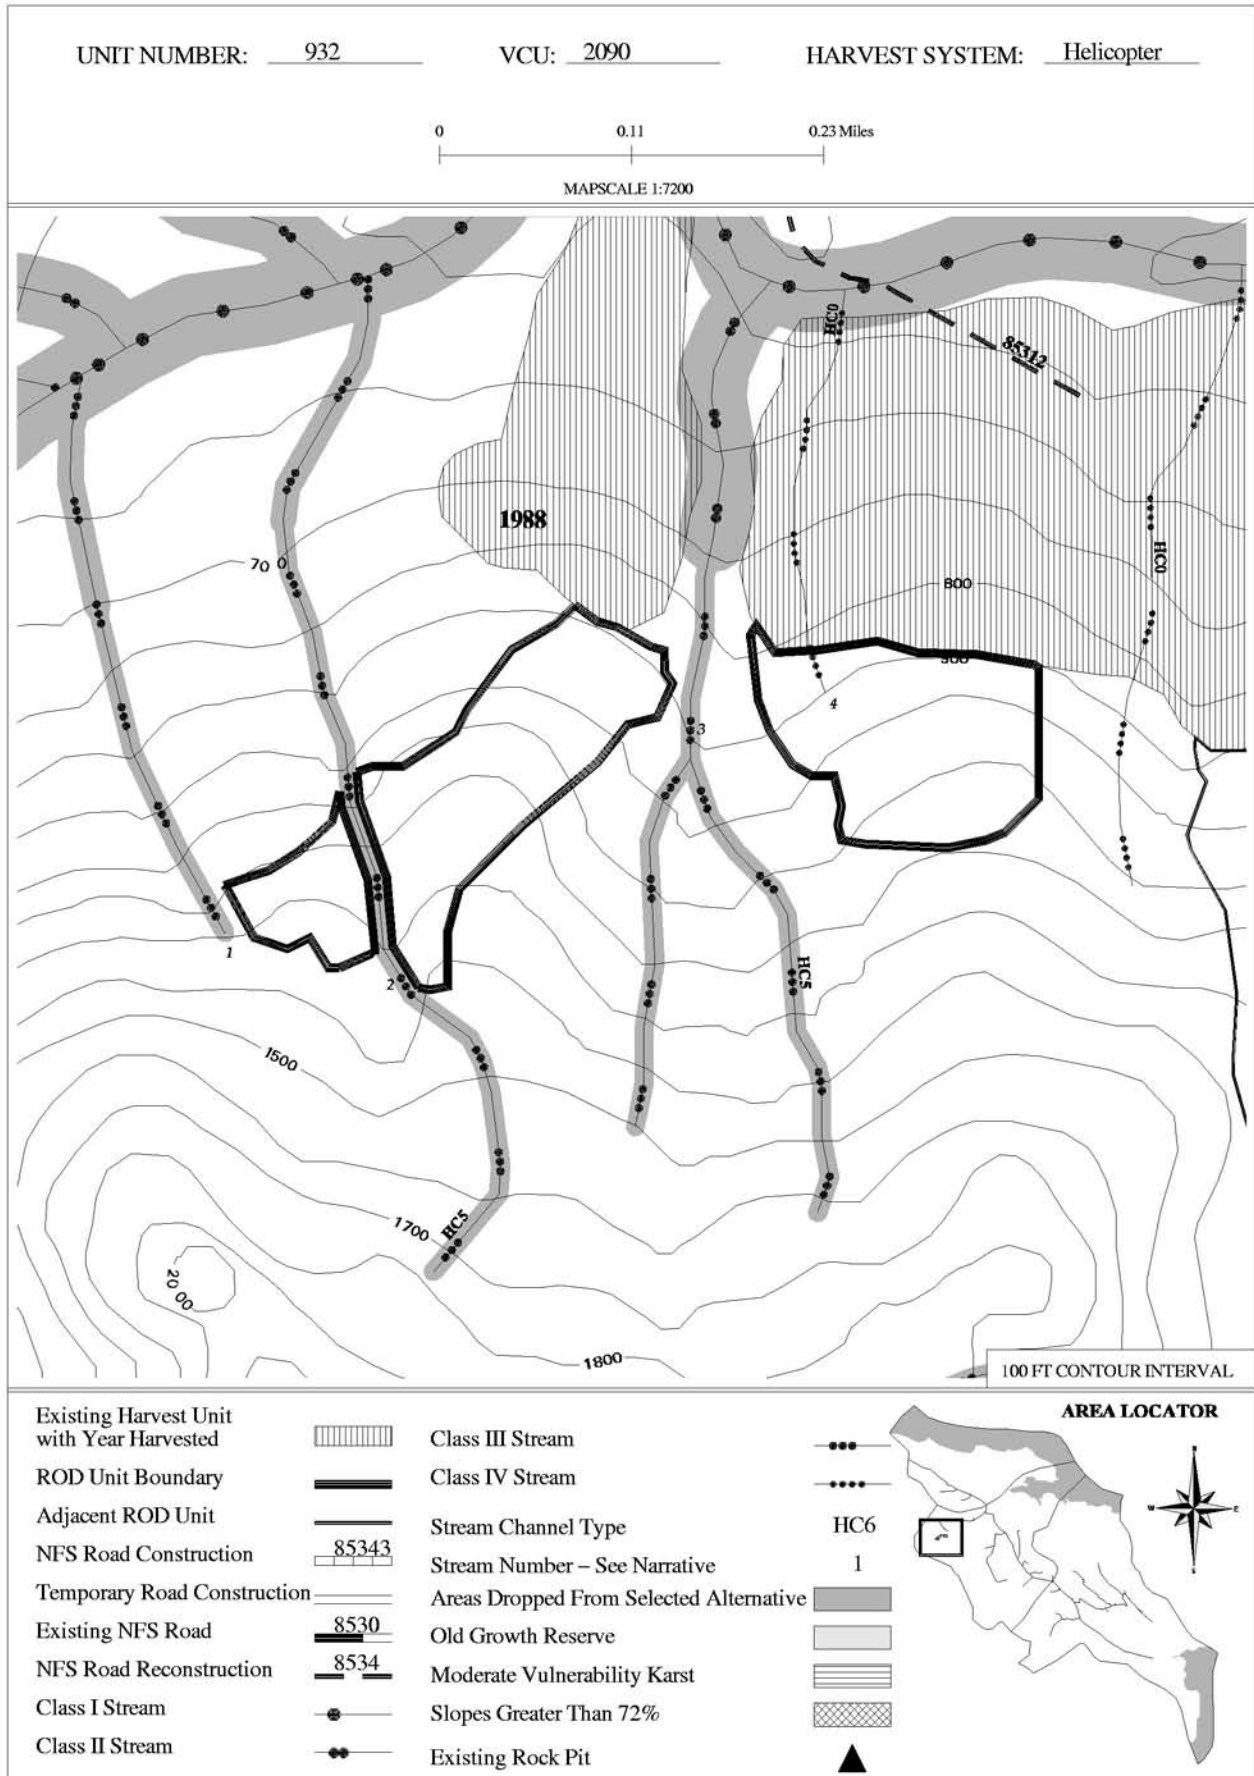 UNIT NUMBER: 932 VCU: 2090 HARVEST SYSTEM: Helicopter
0 0.11 0.23 Miles
MAPSCALE 1:7200
HC0
85312
1988
HC0
70 0
800
900
4
3
1
2
HC5
1500
1700
HC5
20 00
1800
100 FT CONTOUR INTERVAL
Existing Harvest Unit
with Year Harvested
ROD Unit Boundary
Adjacent ROD Unit
NFS Road Construction 85343
Temporary Road Construction
Existing NFS Road 8530
NFS Road Reconstruction 8534
Class I Stream
Class II Stream
Class III Stream
Class IV Stream
Stream Channel Type HC6
Stream Number – See Narrative 1
Areas Dropped From Selected Alternative
Old Growth Reserve
Moderate Vulnerability Karst
Slopes Greater Than 72%
Existing Rock Pit
AREA LOCATOR
N
W E
S